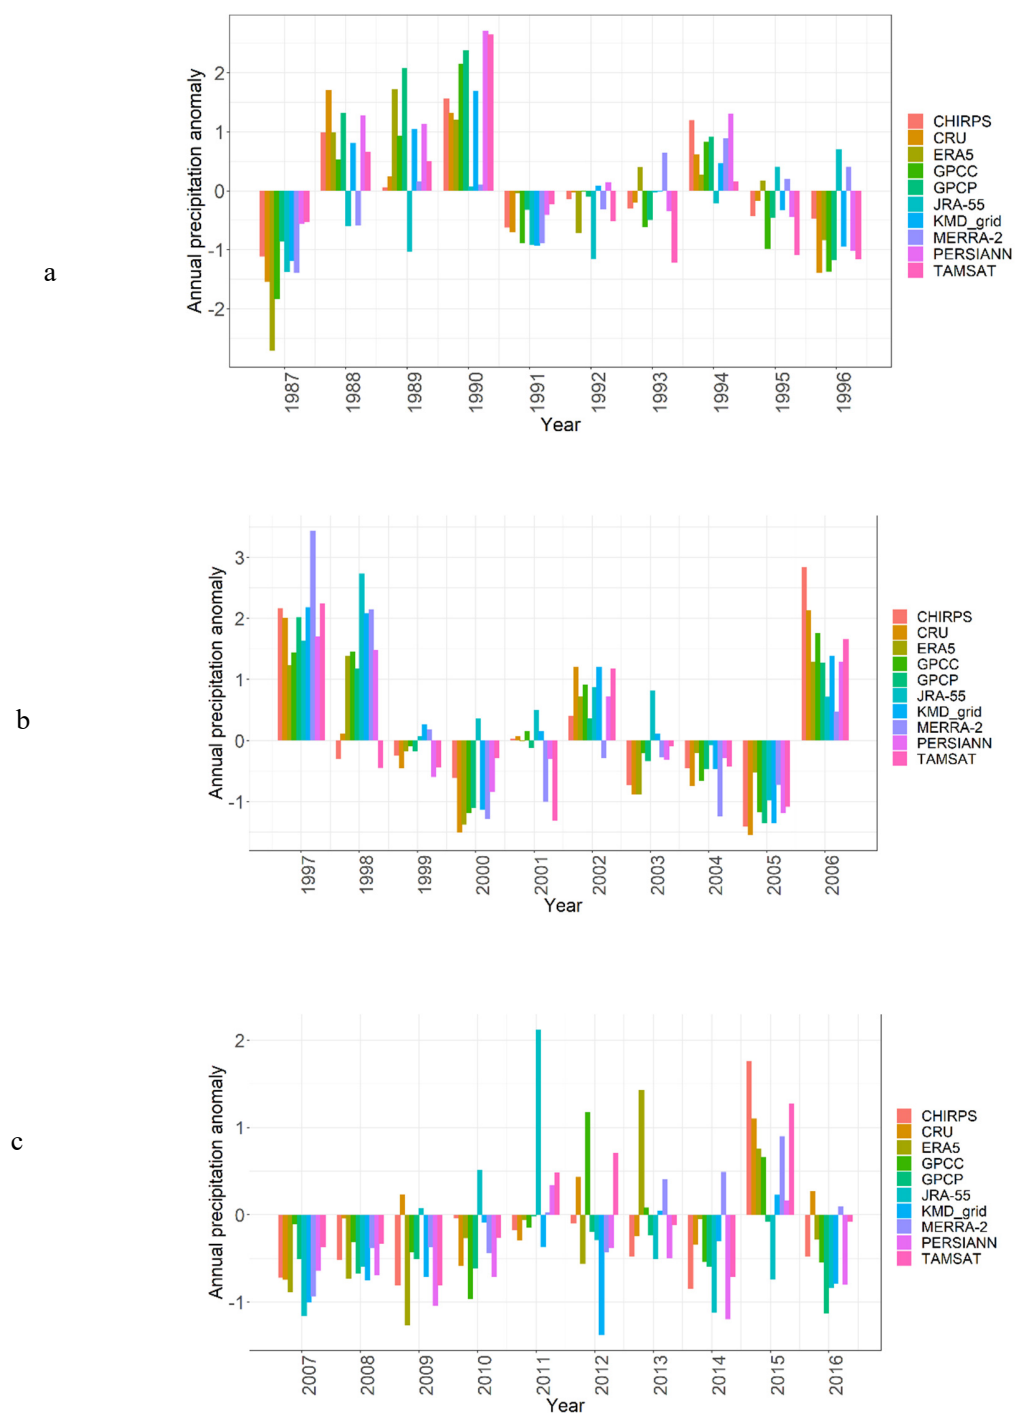 a
Annual precipitation anomaly
2
1
0
-1
-2
1987
1988
1989
1990
1991
1992
1993
1994
1995
1996
Year
CHIRPS
CRU
ERA5
GPCC
GPCP
JRA-55
KMD_grid
MERRA-2
PERSIANN
TAMSAT
b
Annual precipitation anomaly
3
2
1
0
-1
1997
1998
1999
2000
2001
2002
2003
2004
2005
2006
Year
CHIRPS
CRU
ERA5
GPCC
GPCP
JRA-55
KMD_grid
MERRA-2
PERSIANN
TAMSAT
c
Annual precipitation anomaly
2
1
0
-1
2007
2008
2009
2010
2011
2012
2013
2014
2015
2016
Year
CHIRPS
CRU
ERA5
GPCC
GPCP
JRA-55
KMD_grid
MERRA-2
PERSIANN
TAMSAT